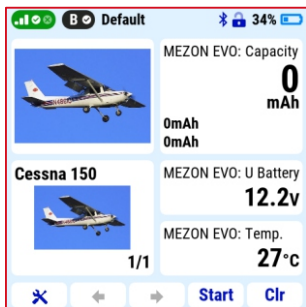 B Default 34%
MEZON EVO: Capacity
0
mAh
0mAh
0mAh
Cessna 150
1/1
MEZON EVO: U Battery
12.2v
MEZON EVO: Temp.
27°C
Start Clr